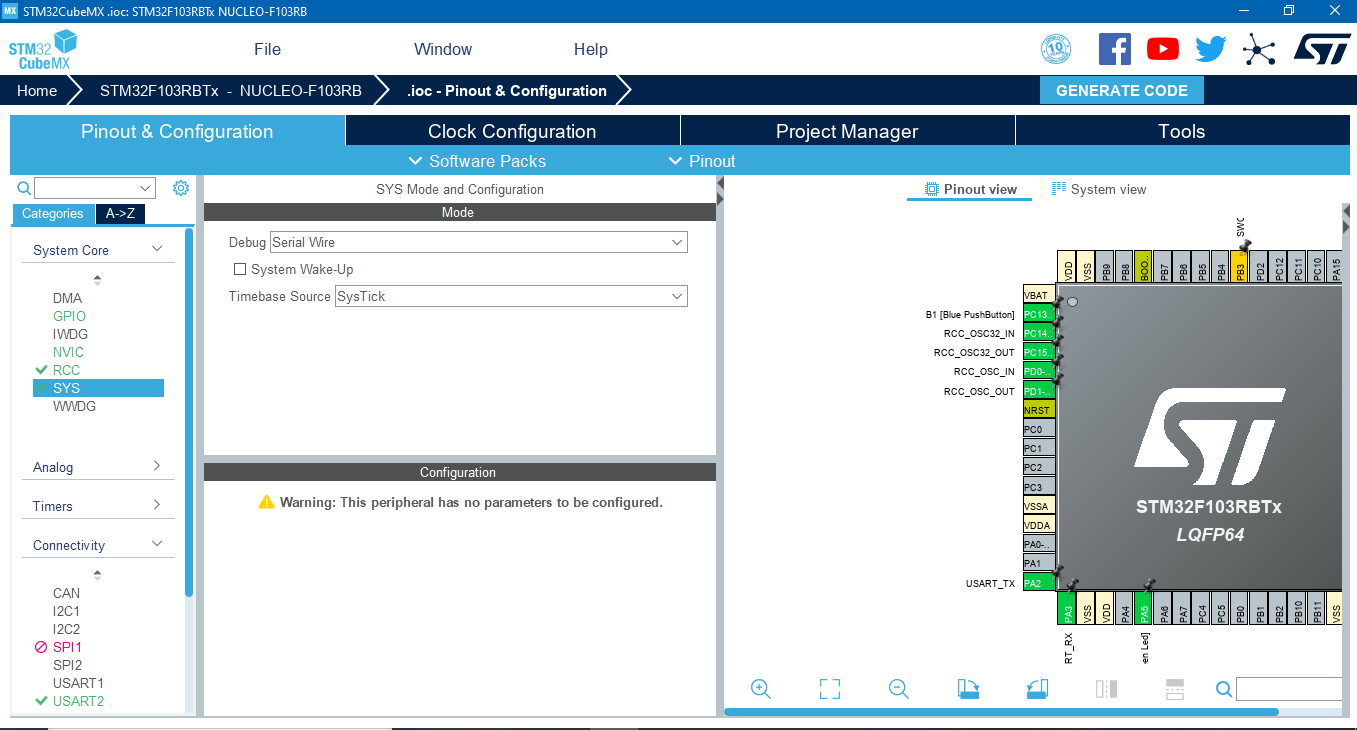 MX STM32CubeMX .ioc: STM32F103RBTx NUCLEO-F103RB
STM32 CubeMX
File Window Help
10
ST
Home STM32F103RBTx - NUCLEO-F103RB .ioc - Pinout & Configuration GENERATE CODE
Pinout & Configuration Clock Configuration Project Manager Tools
Software Packs Pinout
Categories A->Z
System Core
DMA
GPIO
IWDG
NVIC
RCC
SYS
WWDG
Analog
Timers
Connectivity
CAN
I2C1
I2C2
SPI1
SPI2
USART1
USART2
SYS Mode and Configuration
Mode
Debug Serial Wire
System Wake-Up
Timebase Source SysTick
Configuration
Warning: This peripheral has no parameters to be configured.
Pinout view System view
SWO
VDD VSS PB9 PB8 BOO.. PB7 PB6 PB5 PB4 PB3 PD2 PC12 PC11 PC10 PA15
VBAT
B1 [Blue PushButton] PC13..
RCC_OSC32_IN PC14..
RCC_OSC32_OUT PC15..
RCC_OSC_IN PD0-..
RCC_OSC_OUT PD1-..
NRST
PC0
PC1
PC2
PC3
VSSA
VDDA
PA0-..
PA1
USART_TX PA2
ST
STM32F103RBTx
LQFP64
PA3 VSS VDD PA4 PA5 PA6 PA7 PC4 PC5 PB0 PB1 PB2 PB10 PB11 VSS
RT_RX
en Led]